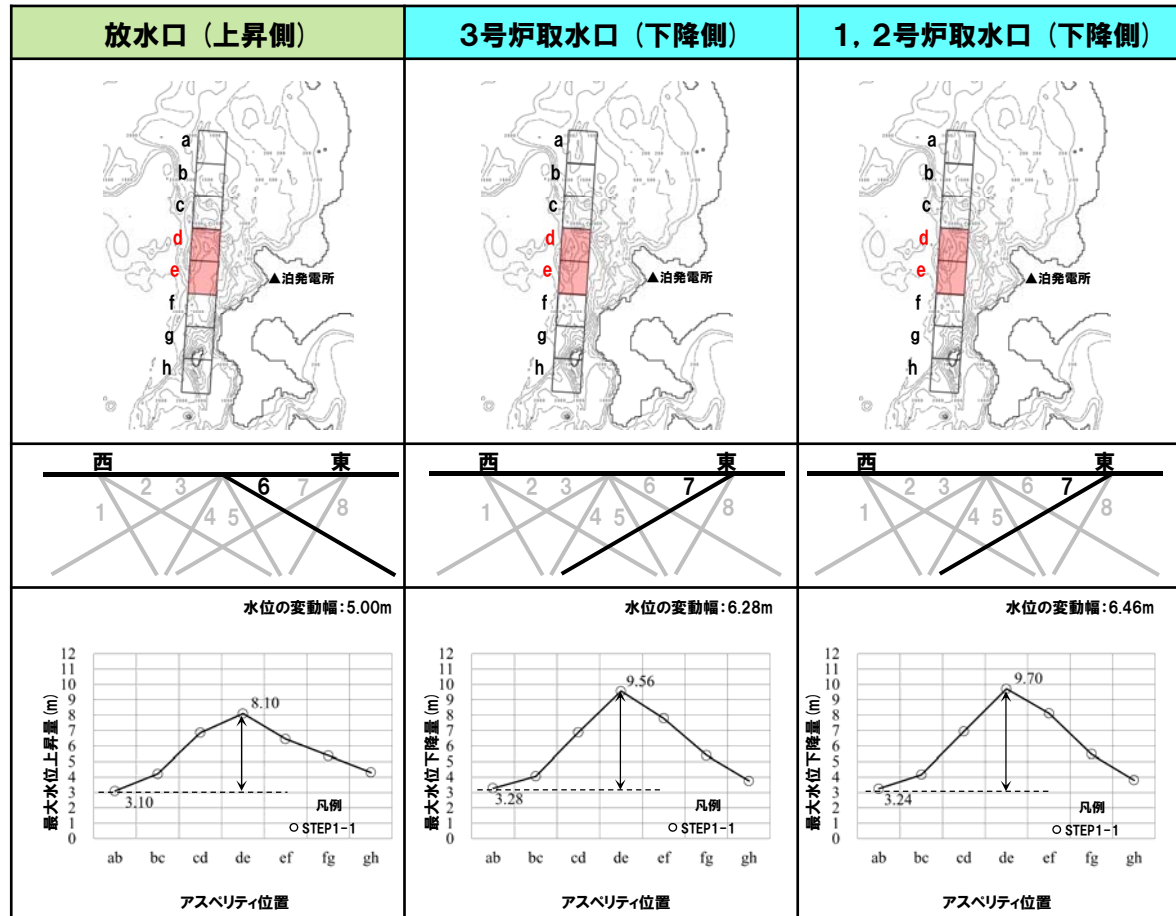 放水口（上昇側）
3号炉取水口（下降側）
1，2号炉取水口（下降側）
a
b
c
d
e
f
g
h
▲泊発電所
a
b
c
d
e
f
g
h
▲泊発電所
a
b
c
d
e
f
g
h
▲泊発電所
西 東
1 2 3 4 5 6 7 8
西 東
1 2 3 4 5 6 7 8
西 東
1 2 3 4 5 6 7 8
水位の変動幅：5.00m
最大水位上昇量（m）
12
11
10
9
8
7
6
5
4
3
2
1
0
8.10
3.10
凡例
○ STEP1-1
ab bc cd de ef fg gh
アスペリティ位置
水位の変動幅：6.28m
最大水位下降量（m）
12
11
10
9
8
7
6
5
4
3
2
1
0
9.56
3.28
凡例
○ STEP1-1
ab bc cd de ef fg gh
アスペリティ位置
水位の変動幅：6.46m
最大水位下降量（m）
12
11
10
9
8
7
6
5
4
3
2
1
0
9.70
3.24
凡例
○ STEP1-1
ab bc cd de ef fg gh
アスペリティ位置